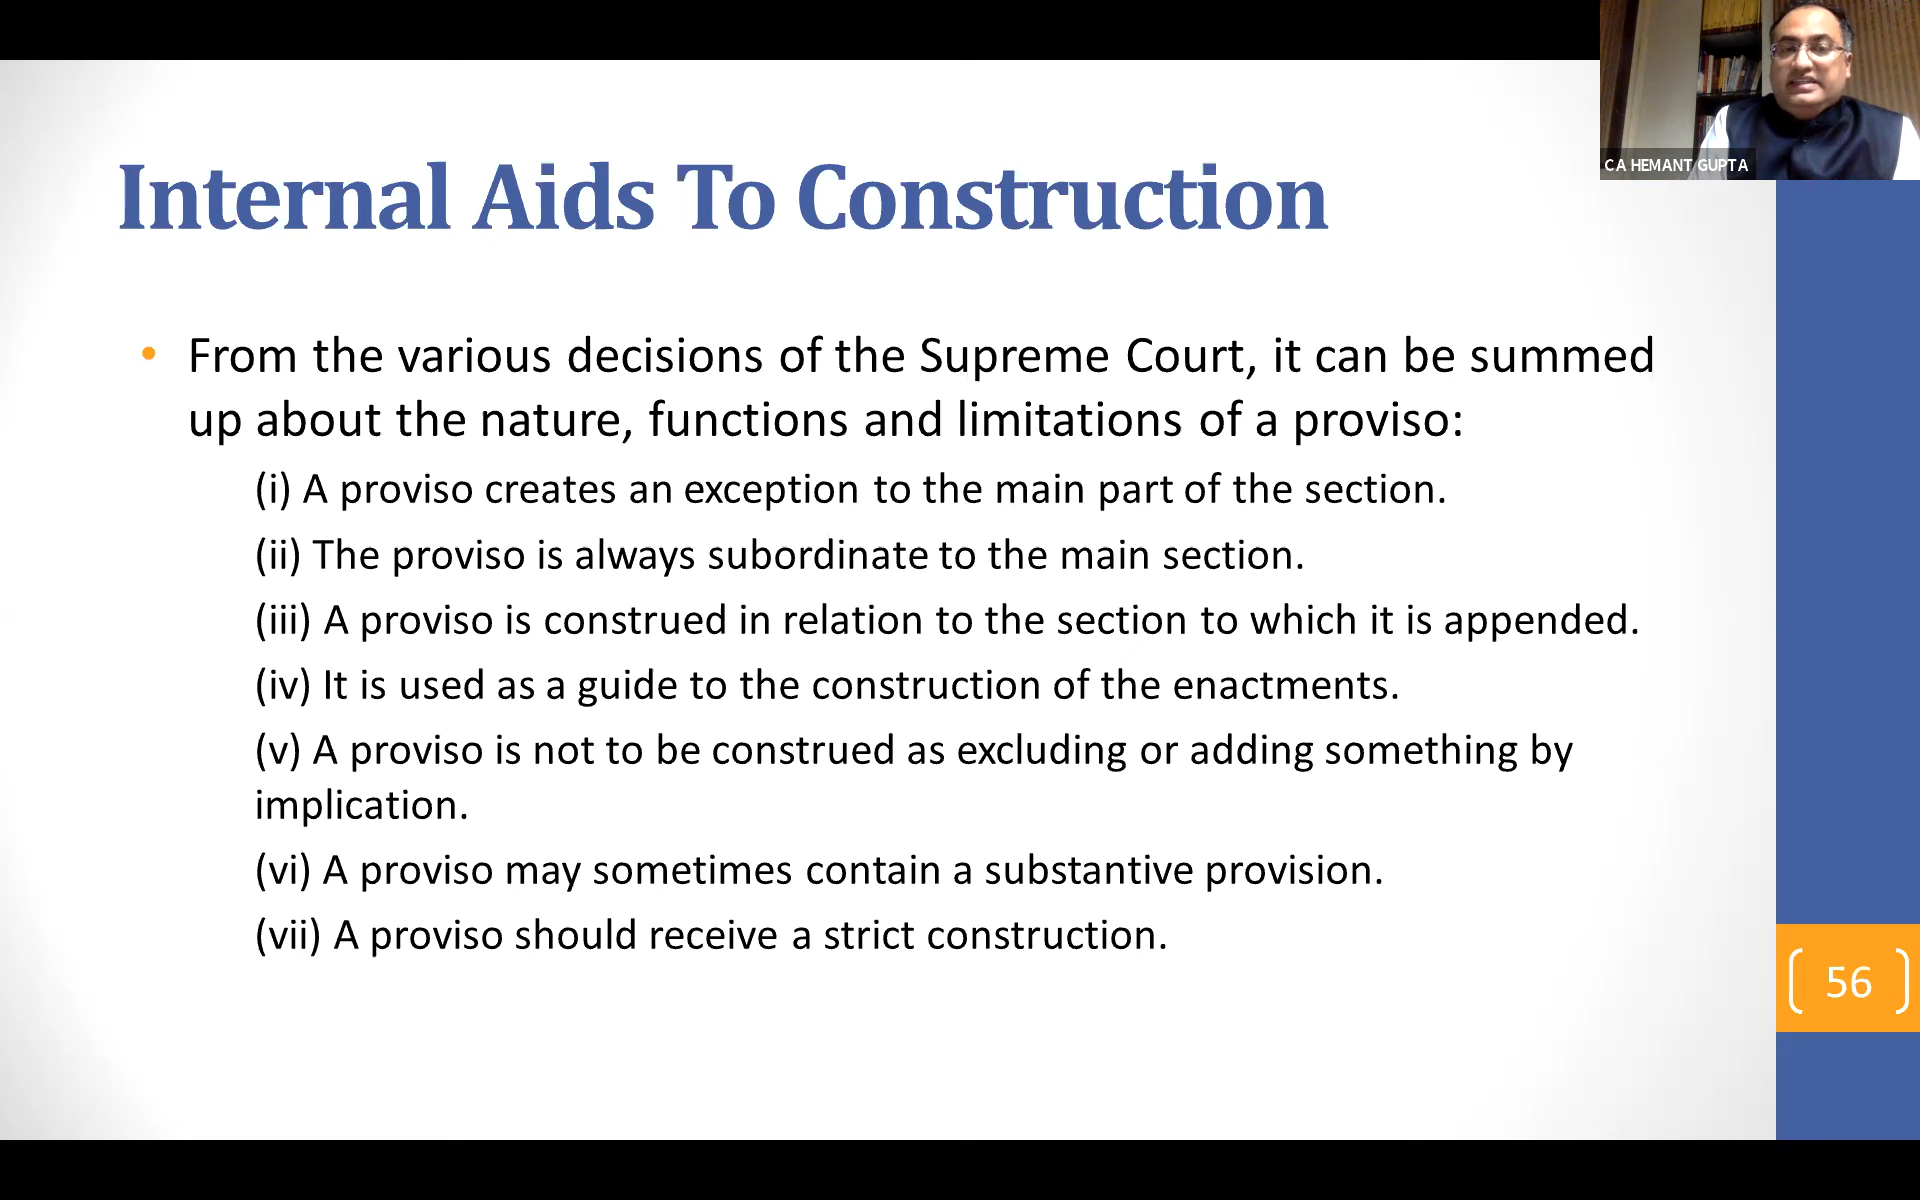 CA HEMANT GUPTA
Internal Aids To Construction
• From the various decisions of the Supreme Court, it can be summed
up about the nature, functions and limitations of a proviso:
(i) A proviso creates an exception to the main part of the section.
(ii) The proviso is always subordinate to the main section.
(iii) A proviso is construed in relation to the section to which it is appended.
(iv) It is used as a guide to the construction of the enactments.
(v) A proviso is not to be construed as excluding or adding something by
implication.
(vi) A proviso may sometimes contain a substantive provision.
(vii) A proviso should receive a strict construction.
56